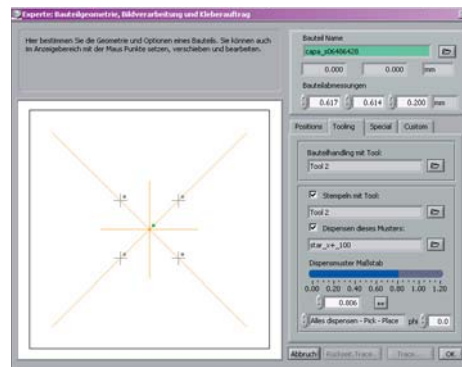 Experte: Bauteilgeometrie, Bildverarbeitung und Kleberauftrag
Hier bestimmen Sie die Geometrie und Optionen eines Bauteils. Sie können auch
im Anzeigebereich mit der Maus Punkte setzen, verschieben und bearbeiten.
Bauteil Name
capa_s06486428
0.000 0.000 mm
Bauteilabmessungen
0.617 0.614 0.200 mm
Positions Tooling Special Custom
Bauteilhandling mit Tool:
Tool 2
Stempeln mit Tool:
Tool 2
Dispensen dieses Musters:
star_v+_100
Dispensmuster Maßstab
0.00 0.20 0.40 0.60 0.80 1.00 1.20
0.806
Alles dispensen - Pick - Place phi 0.0
Abbruch Trace... OK